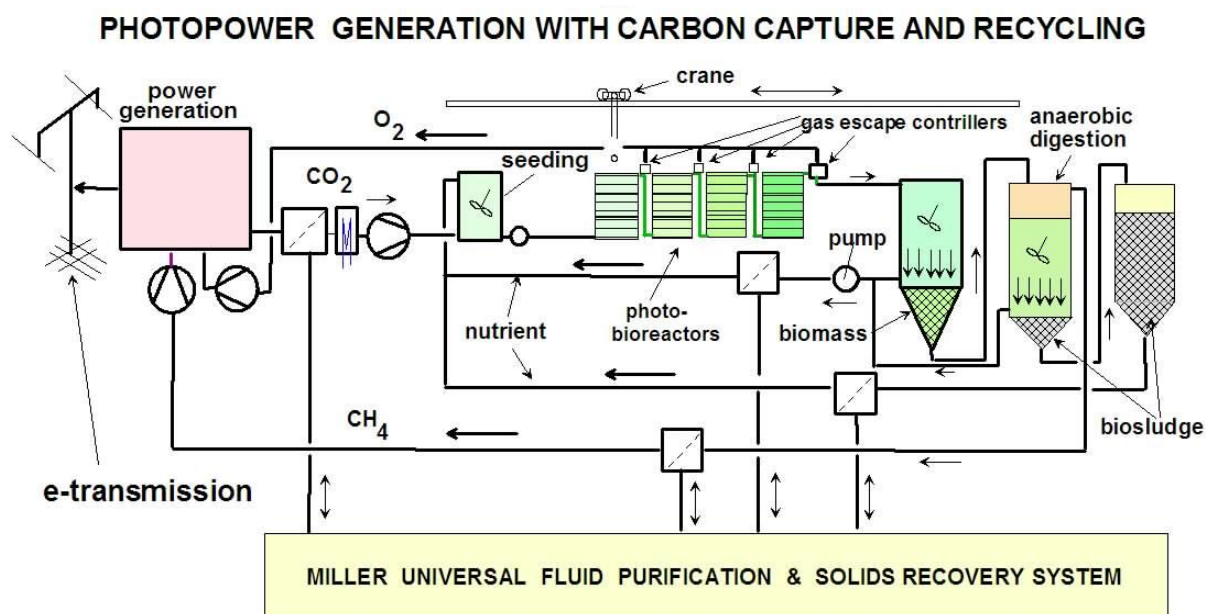 PHOTOPOWER GENERATION WITH CARBON CAPTURE AND RECYCLING
crane
power
generation
O2
gas escape contrillers
anaerobic
digestion
seeding
CO2
pump
nutrient
photo-
bioreactors
biomass
CH4
biosludge
e-transmission
MILLER UNIVERSAL FLUID PURIFICATION & SOLIDS RECOVERY SYSTEM